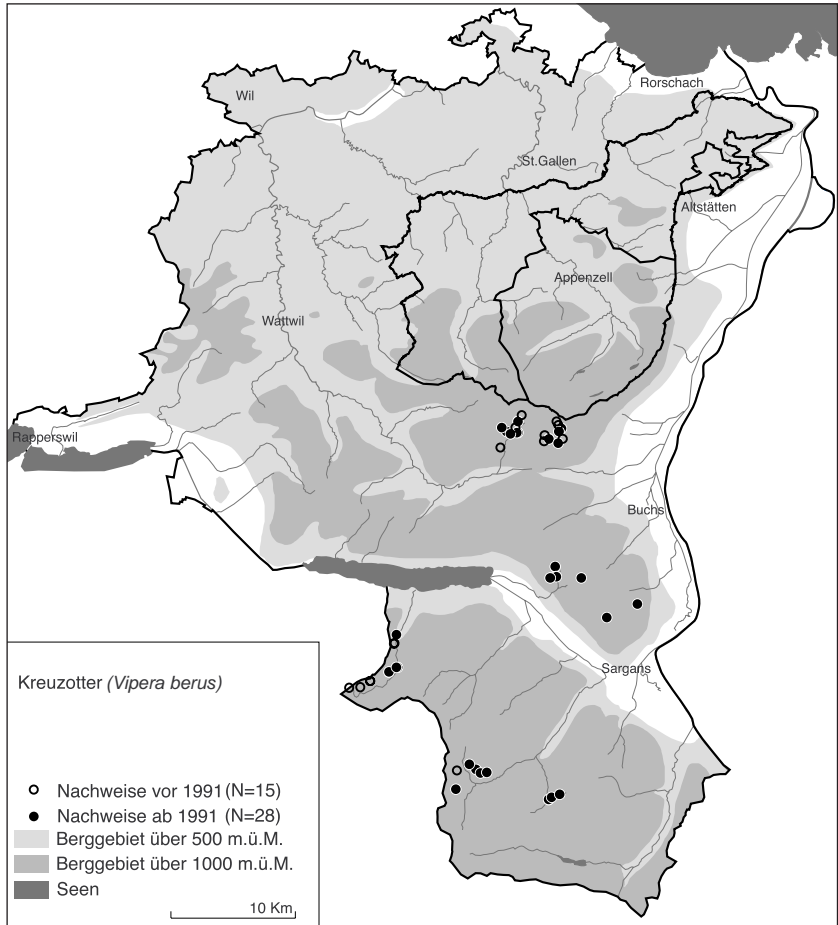 Rorschach
Wil
St.Gallen
Altstätten
Appenzell
Wattwil
Rapperswil
Buchs
Sargans
Kreuzotter (Vipera berus)
Nachweise vor 1991 (N=15)
Nachweise ab 1991 (N=28)
Berggebiet über 500 m.ü.M.
Berggebiet über 1000 m.ü.M.
Seen
10 Km